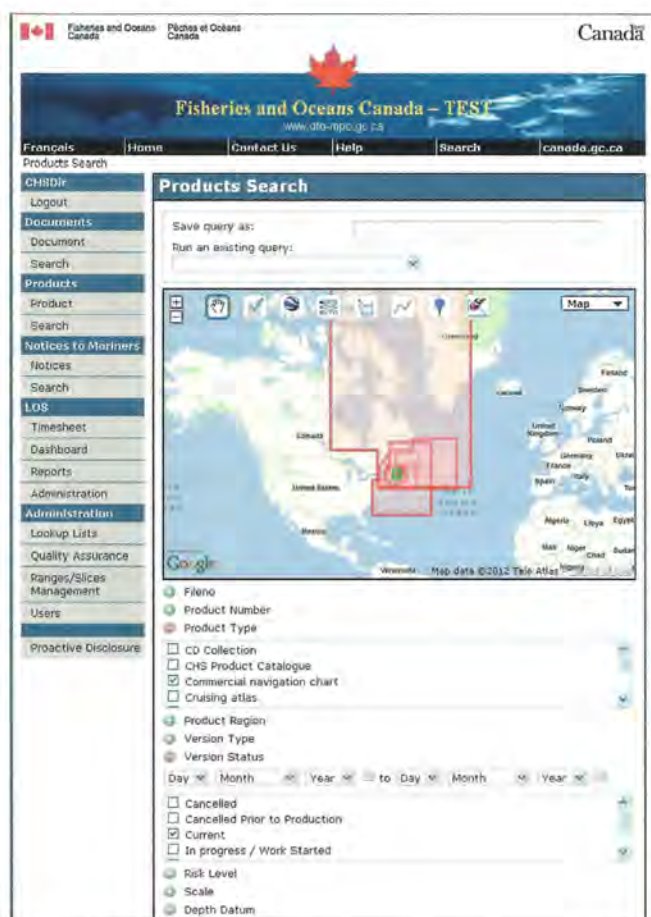 Fisheries and Oceans Canada
Pêches et Océans Canada
Canada
Fisheries and Oceans Canada – TEST
www.dfo-mpo.gc.ca
Français Home Contact Us Help Search canada.gc.ca
Products Search
CHSDir
Logout
Documents
Document
Search
Products
Product
Search
Notices to Mariners
Notices
Search
LOS
Timesheet
Dashboard
Reports
Administration
Administration
Lookup Lists
Quality Assurance
Ranges/Slices
Management
Users
Proactive Disclosure
Products Search
Save query as:
Run an existing query:
Map
Greenland
Iceland
Finland
Sweden
Norway
United
Kingdom
Poland
Germany
France
Spain
Italy
Canada
United States
Mexico
Venezuela
Algeria
Libya
Egypt
Mali
Niger
Chad
Sudan
Google
Map data ©2012 Tele Atlas
Fileno
Product Number
Product Type
CD Collection
CHS Product Catalogue
Commercial navigation chart
Cruising atlas
Product Region
Version Type
Version Status
Day Month Year to Day Month Year
Cancelled
Cancelled Prior to Production
Current
In progress / Work Started
Risk Level
Scale
Depth Datum